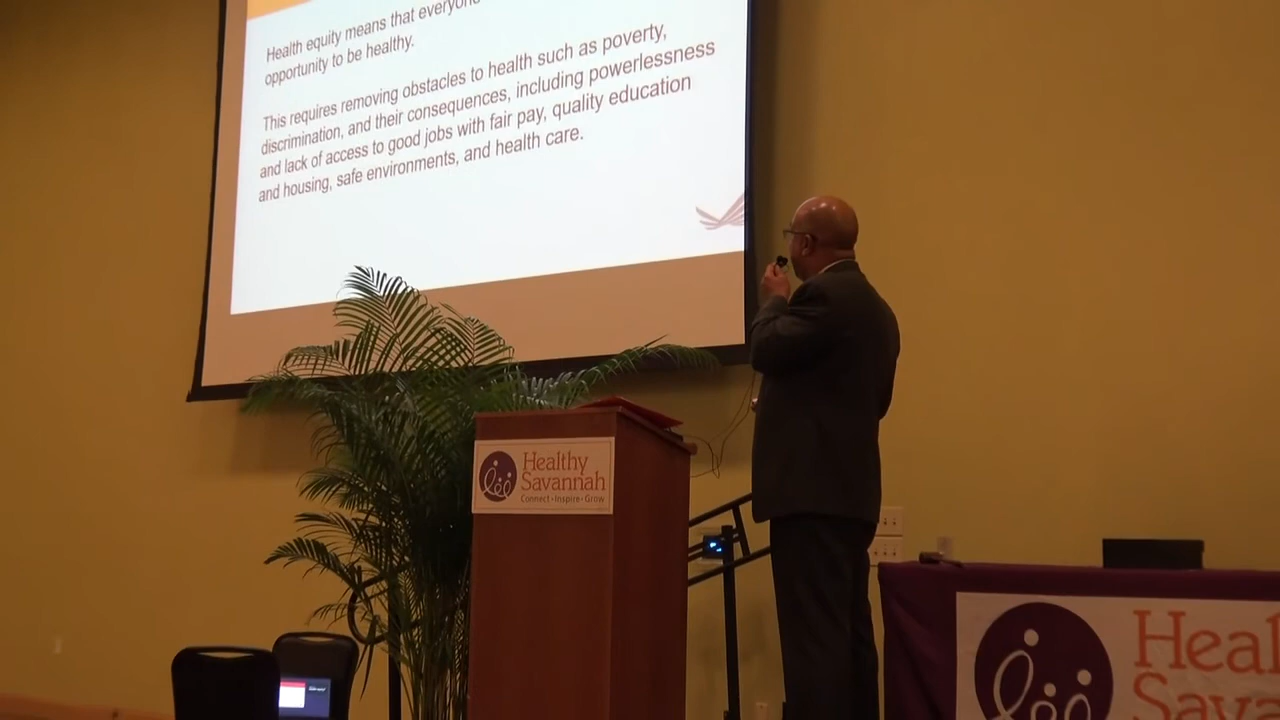 Health equity means that everyone
opportunity to be healthy.
This requires removing obstacles to health such as poverty,
discrimination, and their consequences, including powerlessness
and lack of access to good jobs with fair pay, quality education
and housing, safe environments, and health care.
Healthy
Savannah
Connect • Inspire • Grow
Heal
Sava